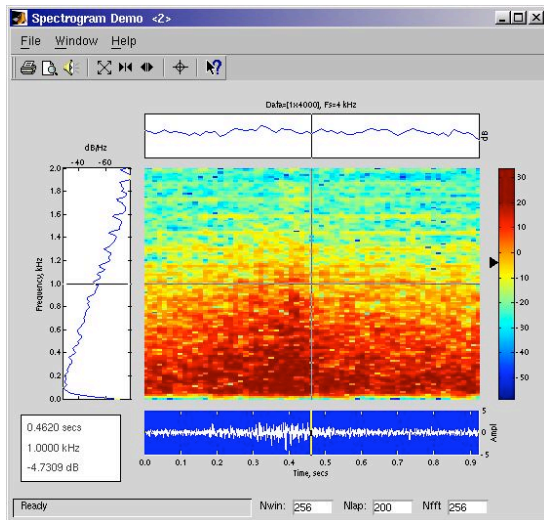 Spectrogram Demo <2>
File Window Help
Data=[1x4000], Fs=4 kHz
dB
dB/Hz
-40 -60
2.0
1.8
1.6
1.4
1.2
1.0
0.8
0.6
0.4
0.2
0.0
Frequency, kHz
30
20
10
0
-10
-20
-30
-40
-50
0.4620 secs
1.0000 kHz
-4.7309 dB
5
0
-5
Ampl
0.0 0.1 0.2 0.3 0.4 0.5 0.6 0.7 0.8 0.9
Time, secs
Ready Nwin: 256 Nlap: 200 Nfft 256